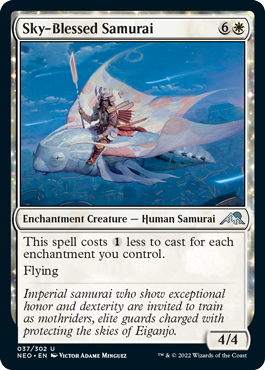 Sky-Blessed Samurai 6
Enchantment Creature — Human Samurai
This spell costs 1 less to cast for each
enchantment you control.
Flying
Imperial samurai who show exceptional
honor and dexterity are invited to train
as mothriders, elite guards charged with
protecting the skies of Eiganjo.
4/4
037/302 U
NEO • EN VICTOR ADAME MINGUEZ
™ & © 2022 Wizards of the Coast